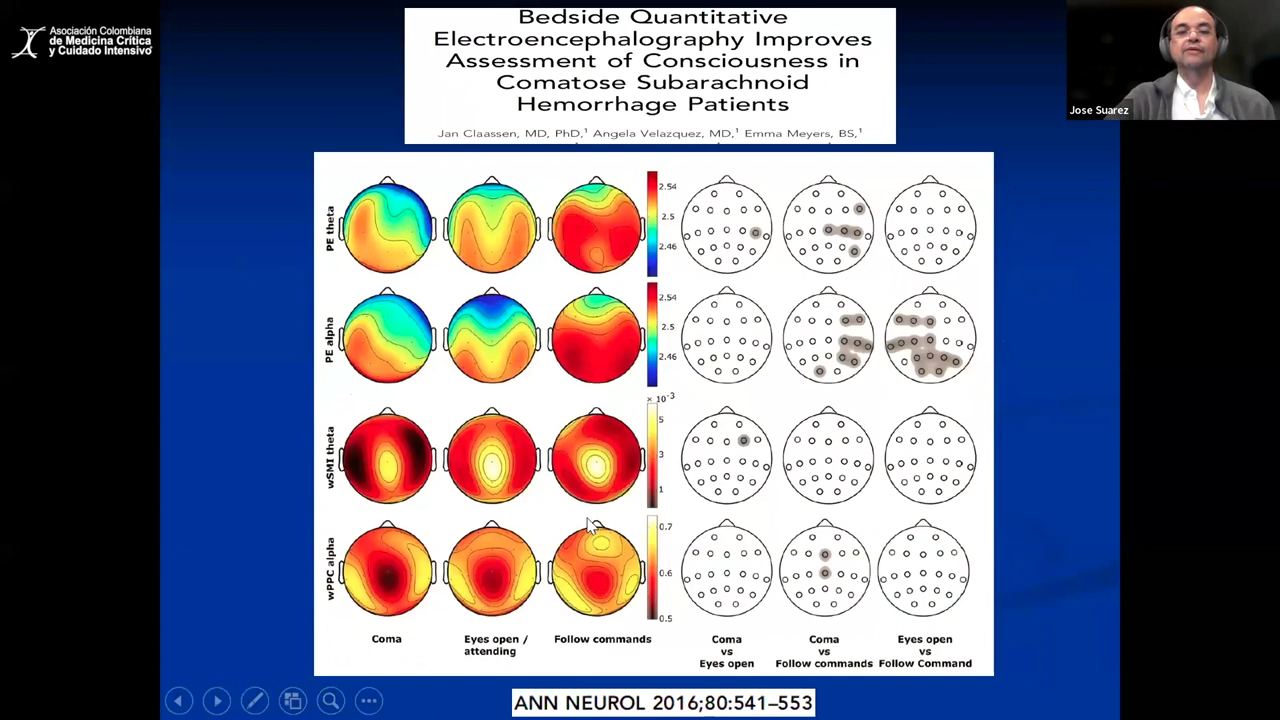 Asociación Colombiana
de Medicina Crítica
y Cuidado Intensivo
Bedside Quantitative
Electroencephalography Improves
Assessment of Consciousness in
Comatose Subarachnoid
Hemorrhage Patients
Jan Claassen, MD, PhD,¹ Angela Velazquez, MD,¹ Emma Meyers, BS,¹
Jose Suarez
PE theta
2.54
2.5
2.46
PE alpha
2.54
2.5
2.46
wSMI theta
× 10⁻³
5
3
1
wPPC alpha
0.7
0.6
0.5
Coma
Eyes open /
attending
Follow commands
Coma
vs
Eyes open
Coma
vs
Follow commands
Eyes open
vs
Follow Command
ANN NEUROL 2016;80:541–553